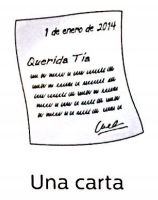 1 de enero de 2014
Querida Tía
Una carta